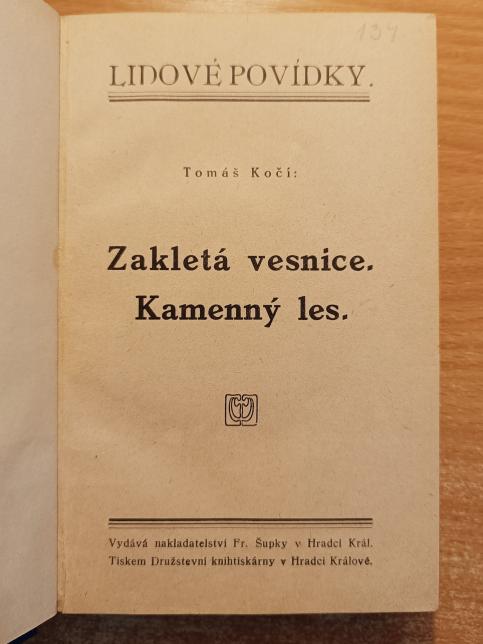 134
LIDOVÉ POVÍDKY.
Tomáš Kočí:
Zakletá vesnice.
Kamenný les.
Vydává nakladatelství Fr. Šupky v Hradci Král.
Tiskem Družstevní knihtiskárny v Hradci Králové.